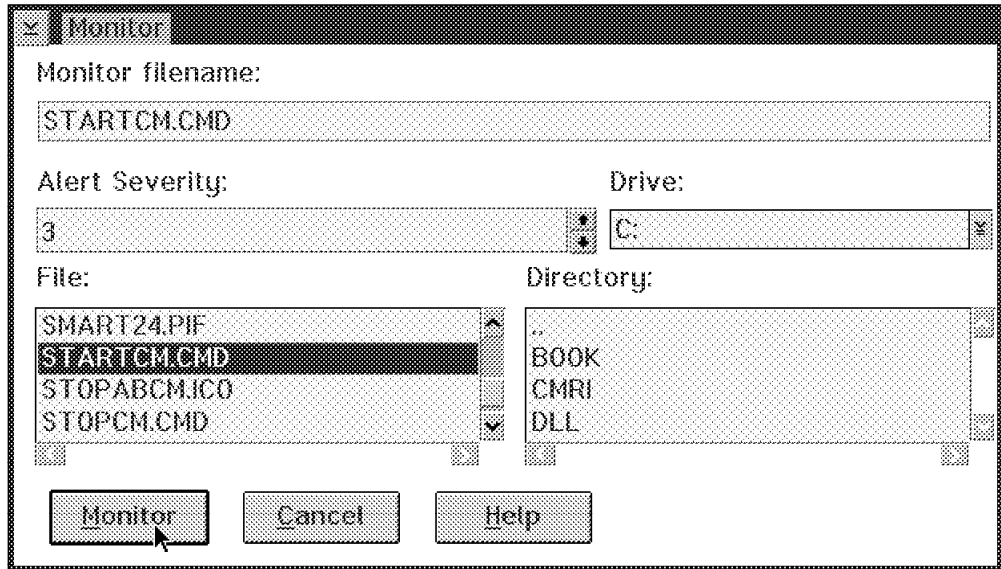 Monitor
Monitor filename:
STARTCM.CMD
Alert Severity:
Drive:
3
C:
File:
Directory:
SMART24.PIF
STARTCM.CMD
STOPABCM.ICO
STOPCM.CMD
..
BOOK
CMRI
DLL
Monitor
Cancel
Help